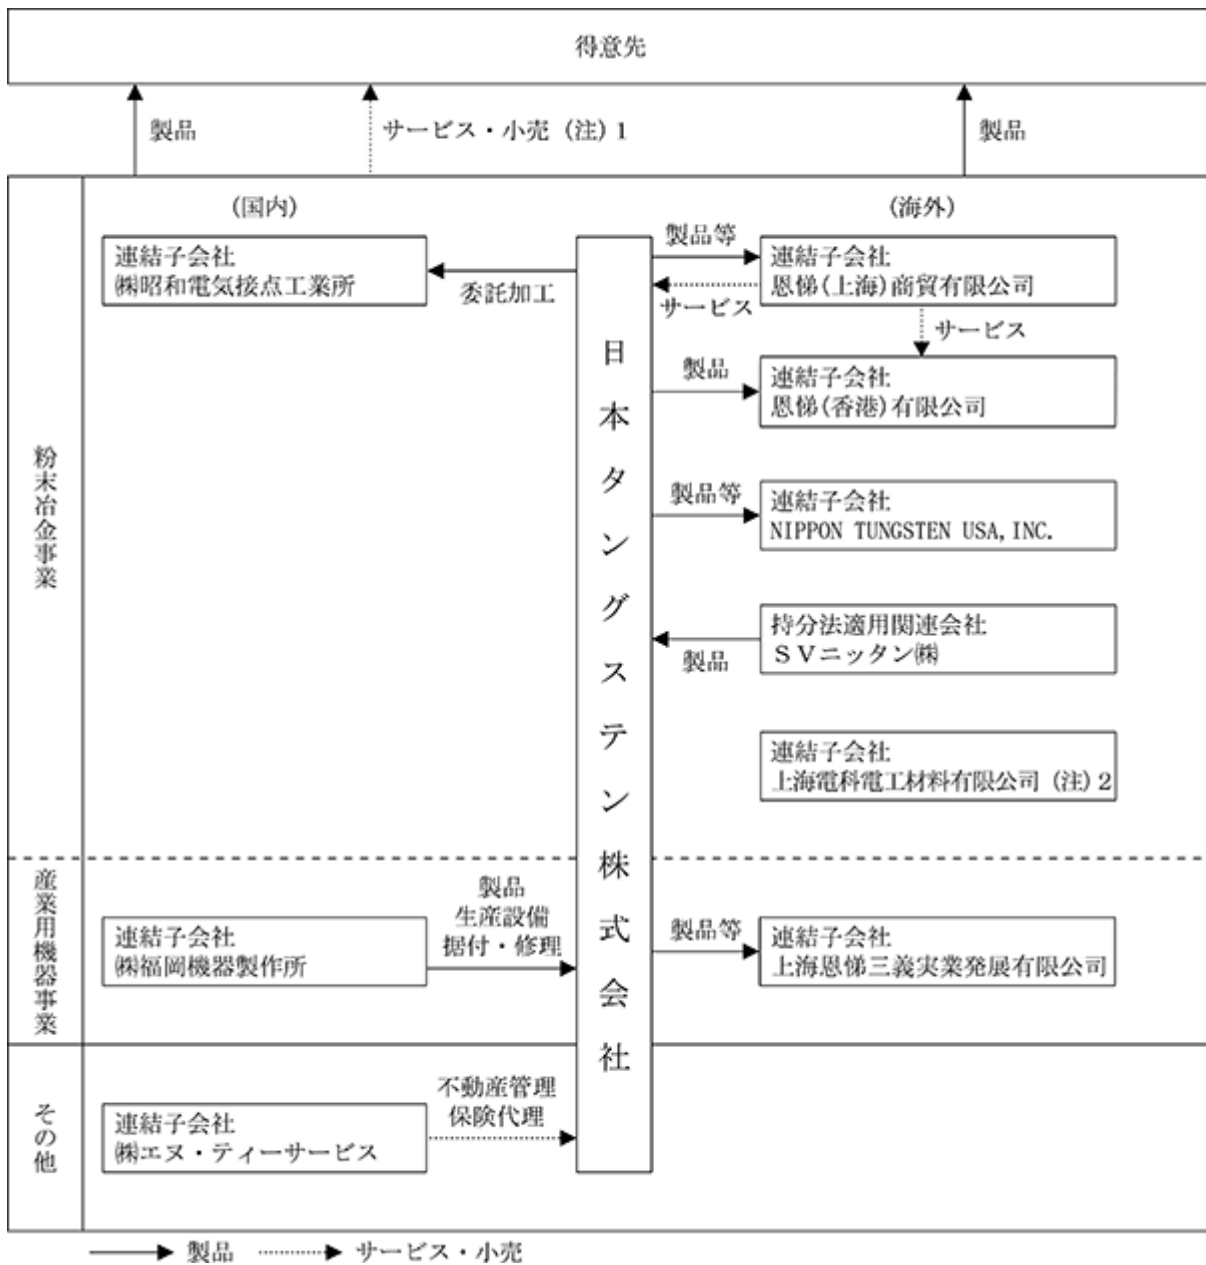 得意先
製品
サービス・小売 (注) 1
製品
(国内)
(海外)
粉末冶金事業
連結子会社
㈱昭和電気接点工業所
委託加工
日本タングステン株式会社
製品等
サービス
連結子会社
恩悌(上海)商貿有限公司
サービス
製品
連結子会社
恩悌(香港)有限公司
製品等
連結子会社
NIPPON TUNGSTEN USA, INC.
製品
持分法適用関連会社
ＳＶニッタン㈱
連結子会社
上海電科電工材料有限公司 (注) 2
産業用機器事業
連結子会社
㈱福岡機器製作所
製品
生産設備
据付・修理
製品等
連結子会社
上海恩悌三義実業発展有限公司
その他
連結子会社
㈱エヌ・ティーサービス
不動産管理
保険代理
製品
サービス・小売